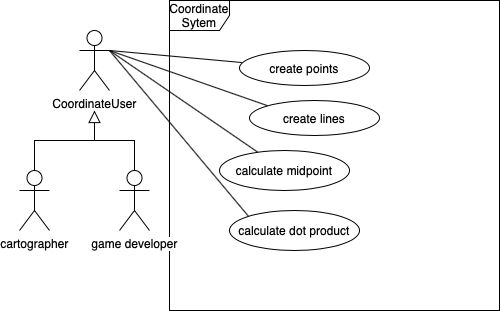 Coordinate
Sytem
create points
CoordinateUser
create lines
calculate midpoint
cartographer
game developer
calculate dot product